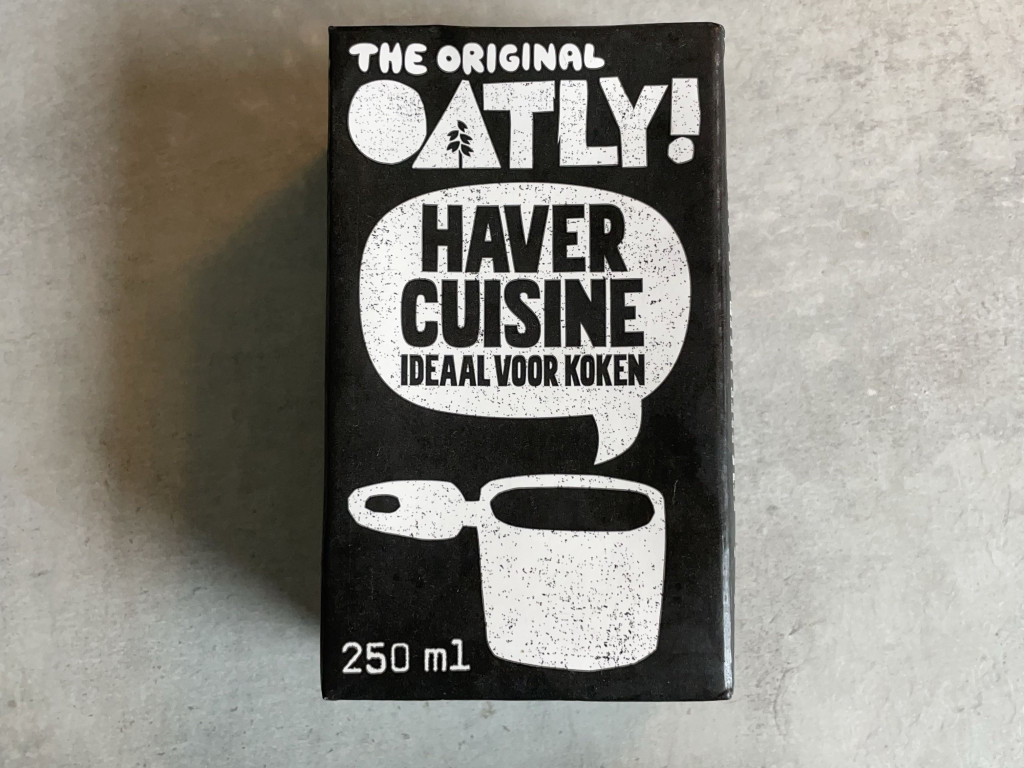 THE ORIGINAL
OATLY!
HAVER
CUISINE
IDEAAL VOOR KOKEN
250 ml